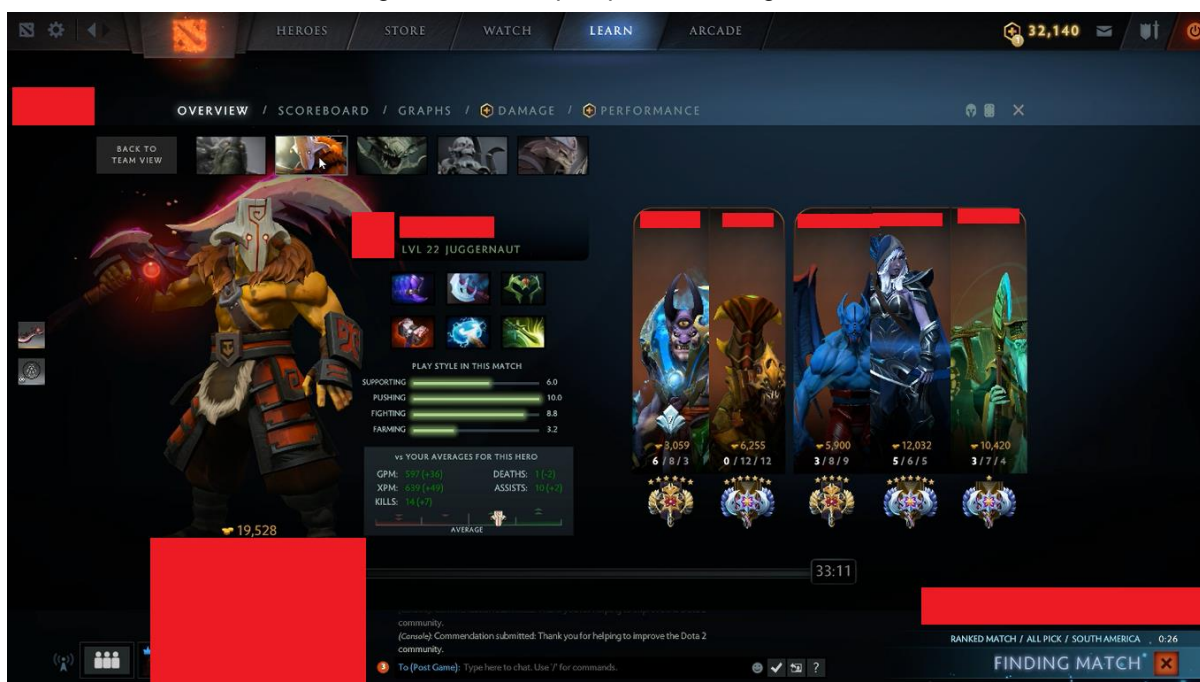 HEROES / STORE / WATCH LEARN ARCADE
32,140
1
OVERVIEW / SCOREBOARD / GRAPHS / DAMAGE / PERFORMANCE
BACK TO
TEAM VIEW
LVL 22 JUGGERNAUT
PLAY STYLE IN THIS MATCH
SUPPORTING 6.0
PUSHING 10.0
FIGHTING 8.8
FARMING 3.2
vs YOUR AVERAGES FOR THIS HERO
GPM: 597 (+36) DEATHS: 1 (-2)
XPM: 639 (+49) ASSISTS: 10 (+2)
KILLS: 14 (+7)
AVERAGE
19,528
3,059 6,255 5,900 12,032 10,420
6/8/3 0/12/12 3/8/9 5/6/5 3/7/4
33:11
community.
(Console): Commendation submitted: Thank you for helping to improve the Dota 2
community.
3 To (Post Game): Type here to chat. Use '/' for commands. ?
RANKED MATCH / ALL PICK / SOUTH AMERICA 0:26
FINDING MATCH